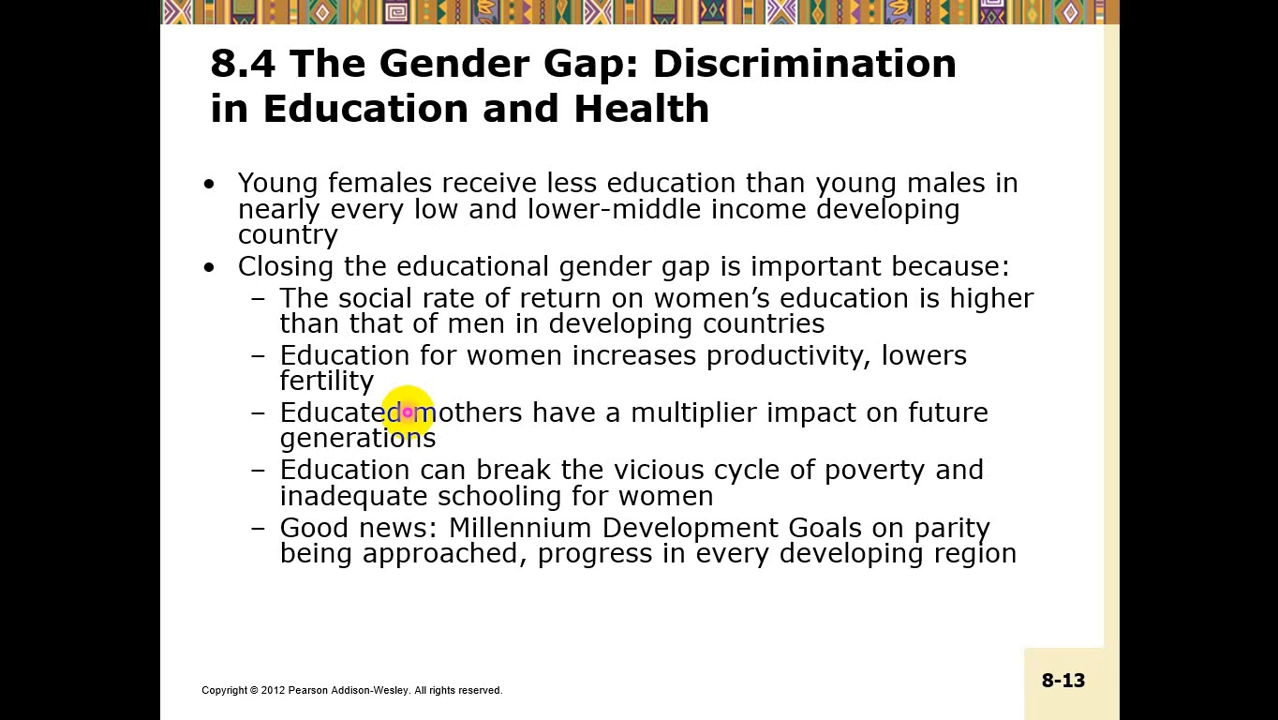 8.4 The Gender Gap: Discrimination
in Education and Health
• Young females receive less education than young males in
nearly every low and lower-middle income developing
country
• Closing the educational gender gap is important because:
– The social rate of return on women’s education is higher
than that of men in developing countries
– Education for women increases productivity, lowers
fertility
– Educated mothers have a multiplier impact on future
generations
– Education can break the vicious cycle of poverty and
inadequate schooling for women
– Good news: Millennium Development Goals on parity
being approached, progress in every developing region
Copyright © 2012 Pearson Addison-Wesley. All rights reserved.
8-13